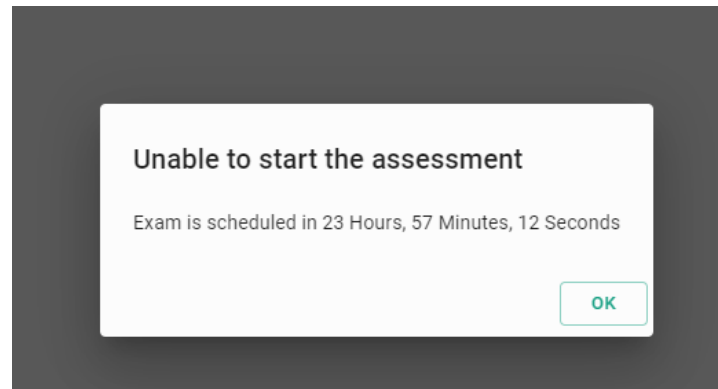 Unable to start the assessment
Exam is scheduled in 23 Hours, 57 Minutes, 12 Seconds
OK